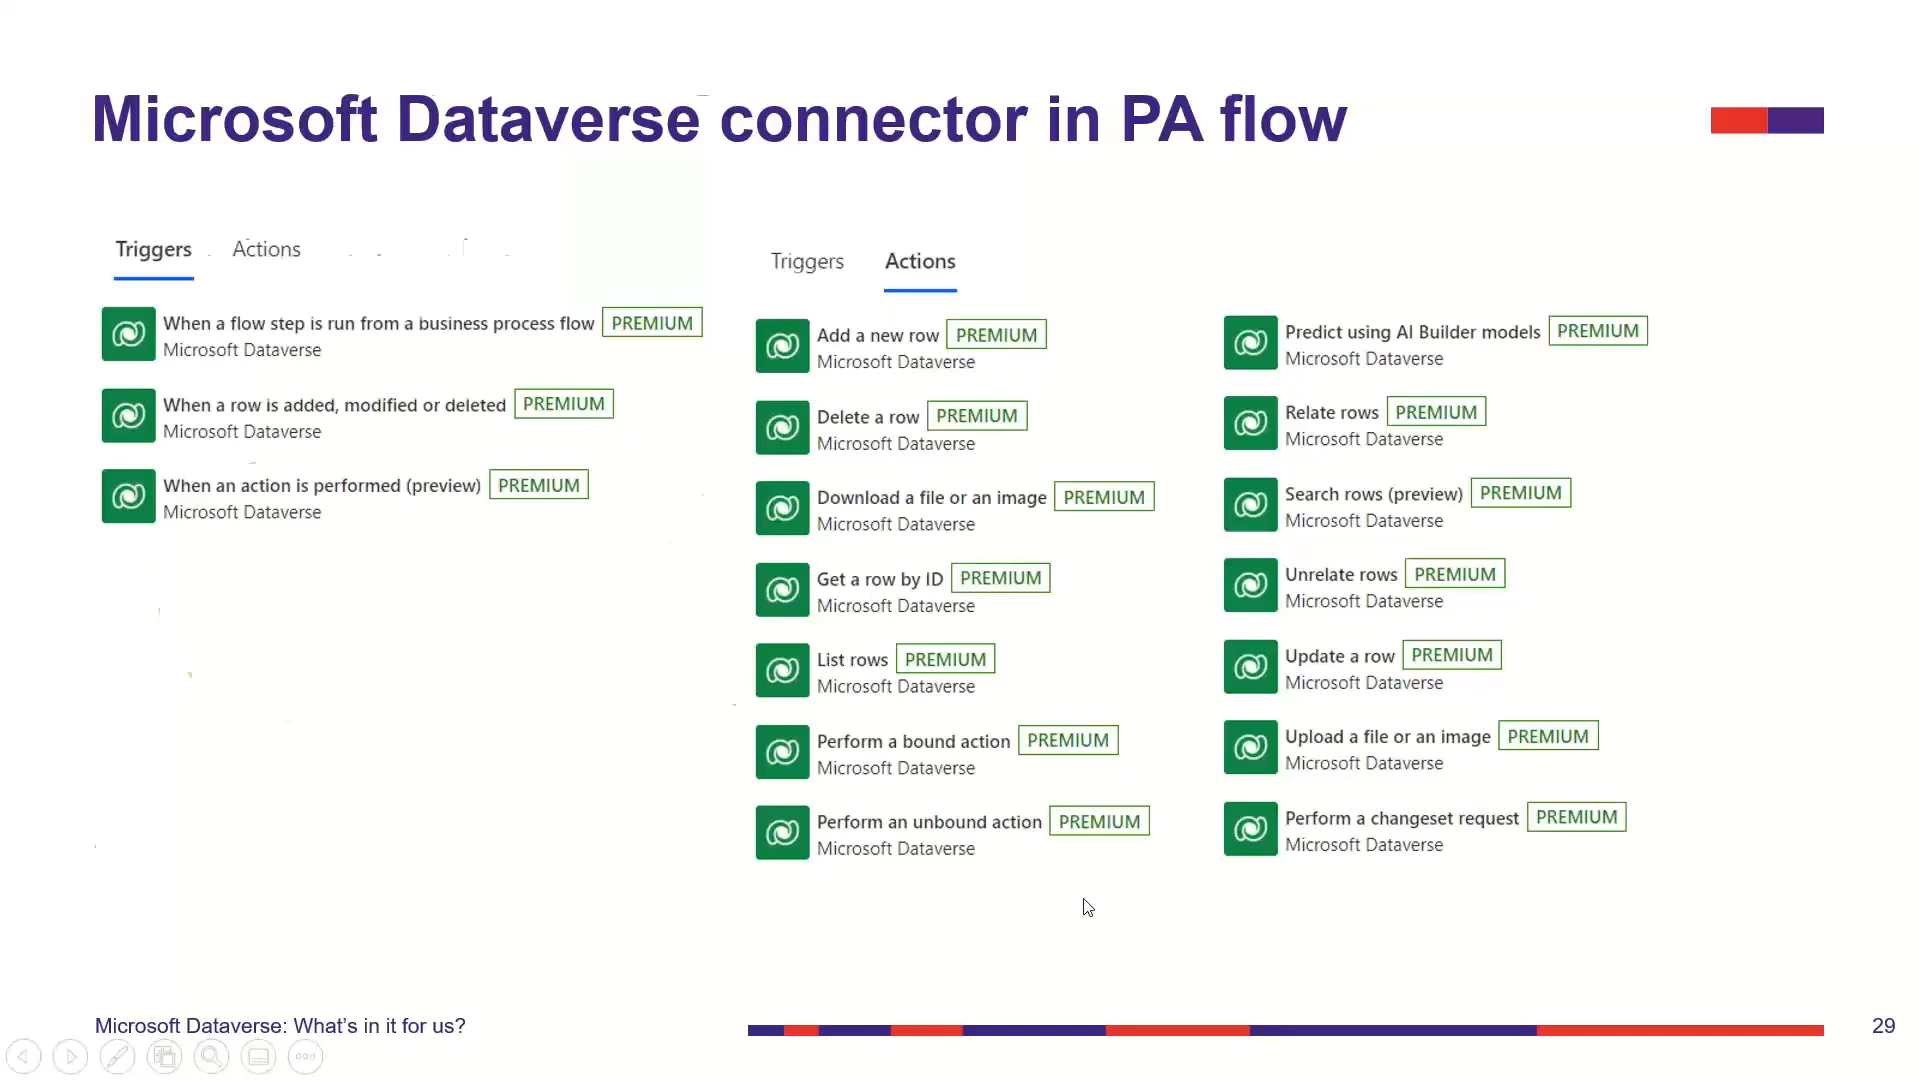 Microsoft Dataverse connector in PA flow
Triggers Actions
When a flow step is run from a business process flow PREMIUM
Microsoft Dataverse
When a row is added, modified or deleted PREMIUM
Microsoft Dataverse
When an action is performed (preview) PREMIUM
Microsoft Dataverse
Triggers Actions
Add a new row PREMIUM
Microsoft Dataverse
Delete a row PREMIUM
Microsoft Dataverse
Download a file or an image PREMIUM
Microsoft Dataverse
Get a row by ID PREMIUM
Microsoft Dataverse
List rows PREMIUM
Microsoft Dataverse
Perform a bound action PREMIUM
Microsoft Dataverse
Perform an unbound action PREMIUM
Microsoft Dataverse
Predict using AI Builder models PREMIUM
Microsoft Dataverse
Relate rows PREMIUM
Microsoft Dataverse
Search rows (preview) PREMIUM
Microsoft Dataverse
Unrelate rows PREMIUM
Microsoft Dataverse
Update a row PREMIUM
Microsoft Dataverse
Upload a file or an image PREMIUM
Microsoft Dataverse
Perform a changeset request PREMIUM
Microsoft Dataverse
Microsoft Dataverse: What's in it for us?
29